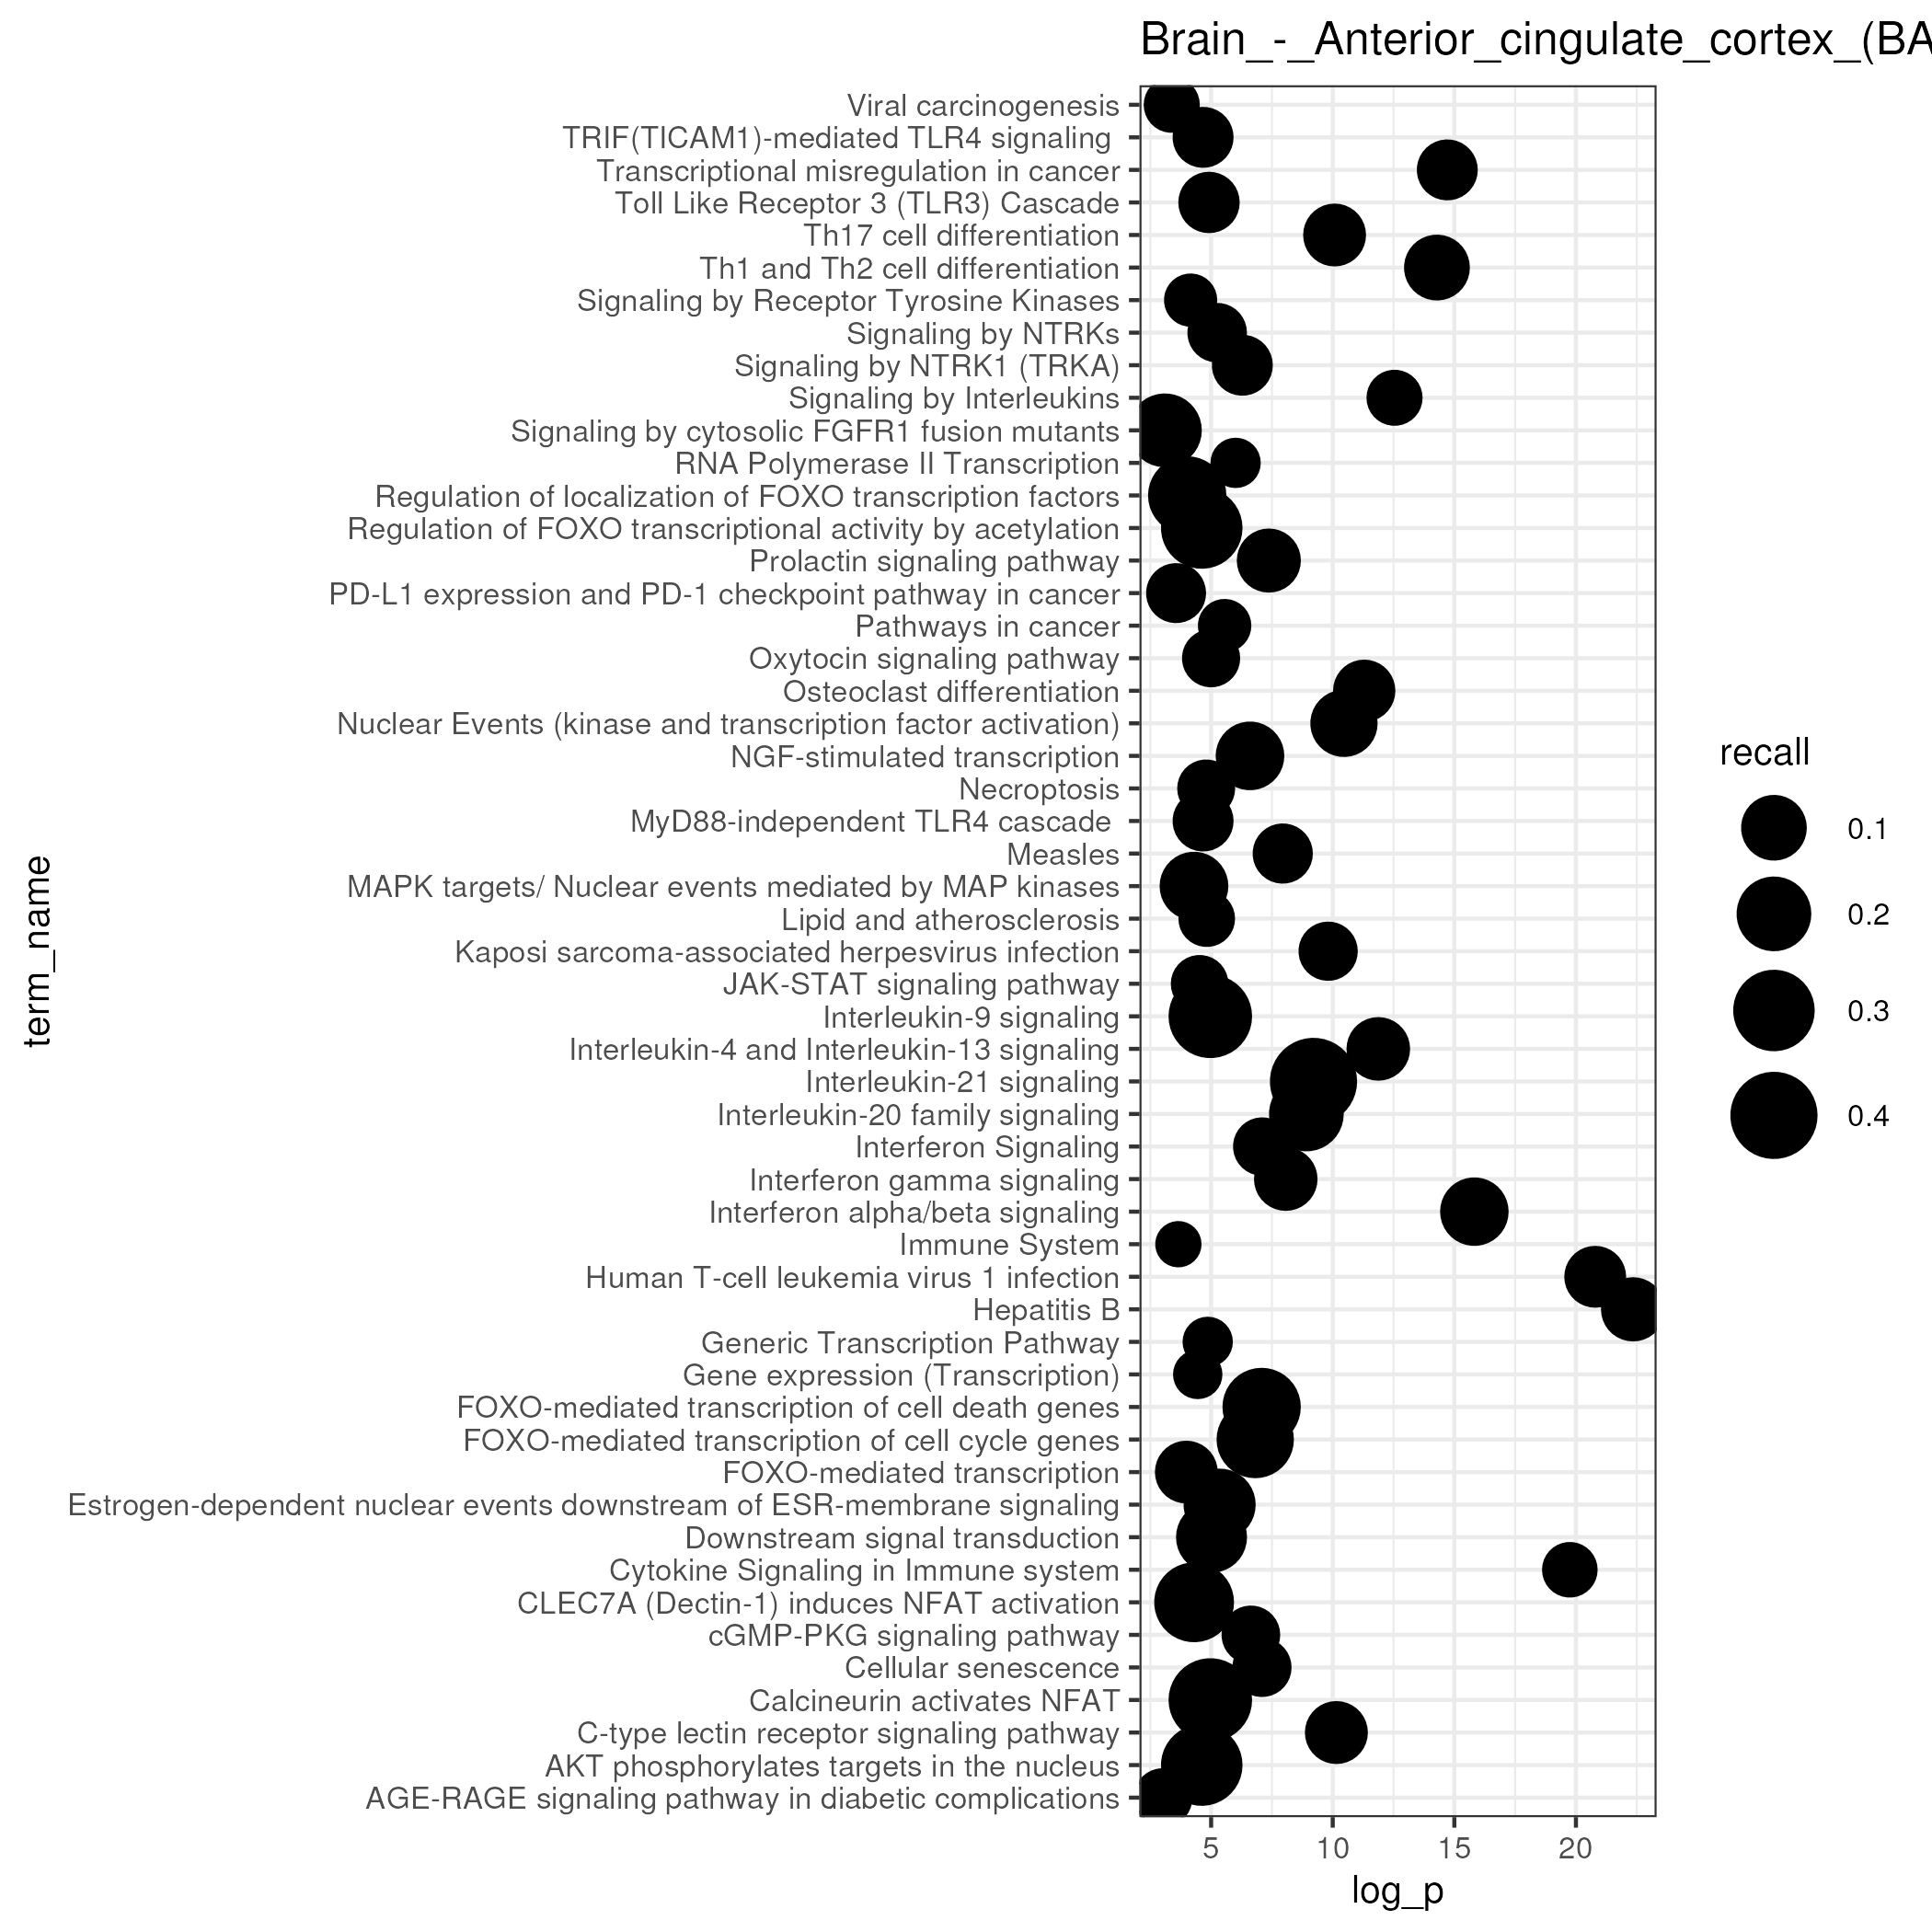 Brain_-_Anterior_cingulate_cortex_(BA
Viral carcinogenesis
TRIF(TICAM1)-mediated TLR4 signaling
Transcriptional misregulation in cancer
Toll Like Receptor 3 (TLR3) Cascade
Th17 cell differentiation
Th1 and Th2 cell differentiation
Signaling by Receptor Tyrosine Kinases
Signaling by NTRKs
Signaling by NTRK1 (TRKA)
Signaling by Interleukins
Signaling by cytosolic FGFR1 fusion mutants
RNA Polymerase II Transcription
Regulation of localization of FOXO transcription factors
Regulation of FOXO transcriptional activity by acetylation
Prolactin signaling pathway
PD-L1 expression and PD-1 checkpoint pathway in cancer
Pathways in cancer
Oxytocin signaling pathway
Osteoclast differentiation
Nuclear Events (kinase and transcription factor activation)
NGF-stimulated transcription
Necroptosis
MyD88-independent TLR4 cascade
Measles
MAPK targets/ Nuclear events mediated by MAP kinases
Lipid and atherosclerosis
Kaposi sarcoma-associated herpesvirus infection
JAK-STAT signaling pathway
Interleukin-9 signaling
Interleukin-4 and Interleukin-13 signaling
Interleukin-21 signaling
Interleukin-20 family signaling
Interferon Signaling
Interferon gamma signaling
Interferon alpha/beta signaling
Immune System
Human T-cell leukemia virus 1 infection
Hepatitis B
Generic Transcription Pathway
Gene expression (Transcription)
FOXO-mediated transcription of cell death genes
FOXO-mediated transcription of cell cycle genes
FOXO-mediated transcription
Estrogen-dependent nuclear events downstream of ESR-membrane signaling
Downstream signal transduction
Cytokine Signaling in Immune system
CLEC7A (Dectin-1) induces NFAT activation
cGMP-PKG signaling pathway
Cellular senescence
Calcineurin activates NFAT
C-type lectin receptor signaling pathway
AKT phosphorylates targets in the nucleus
AGE-RAGE signaling pathway in diabetic complications
term_name
5 10 15 20
log_p
recall
0.1
0.2
0.3
0.4